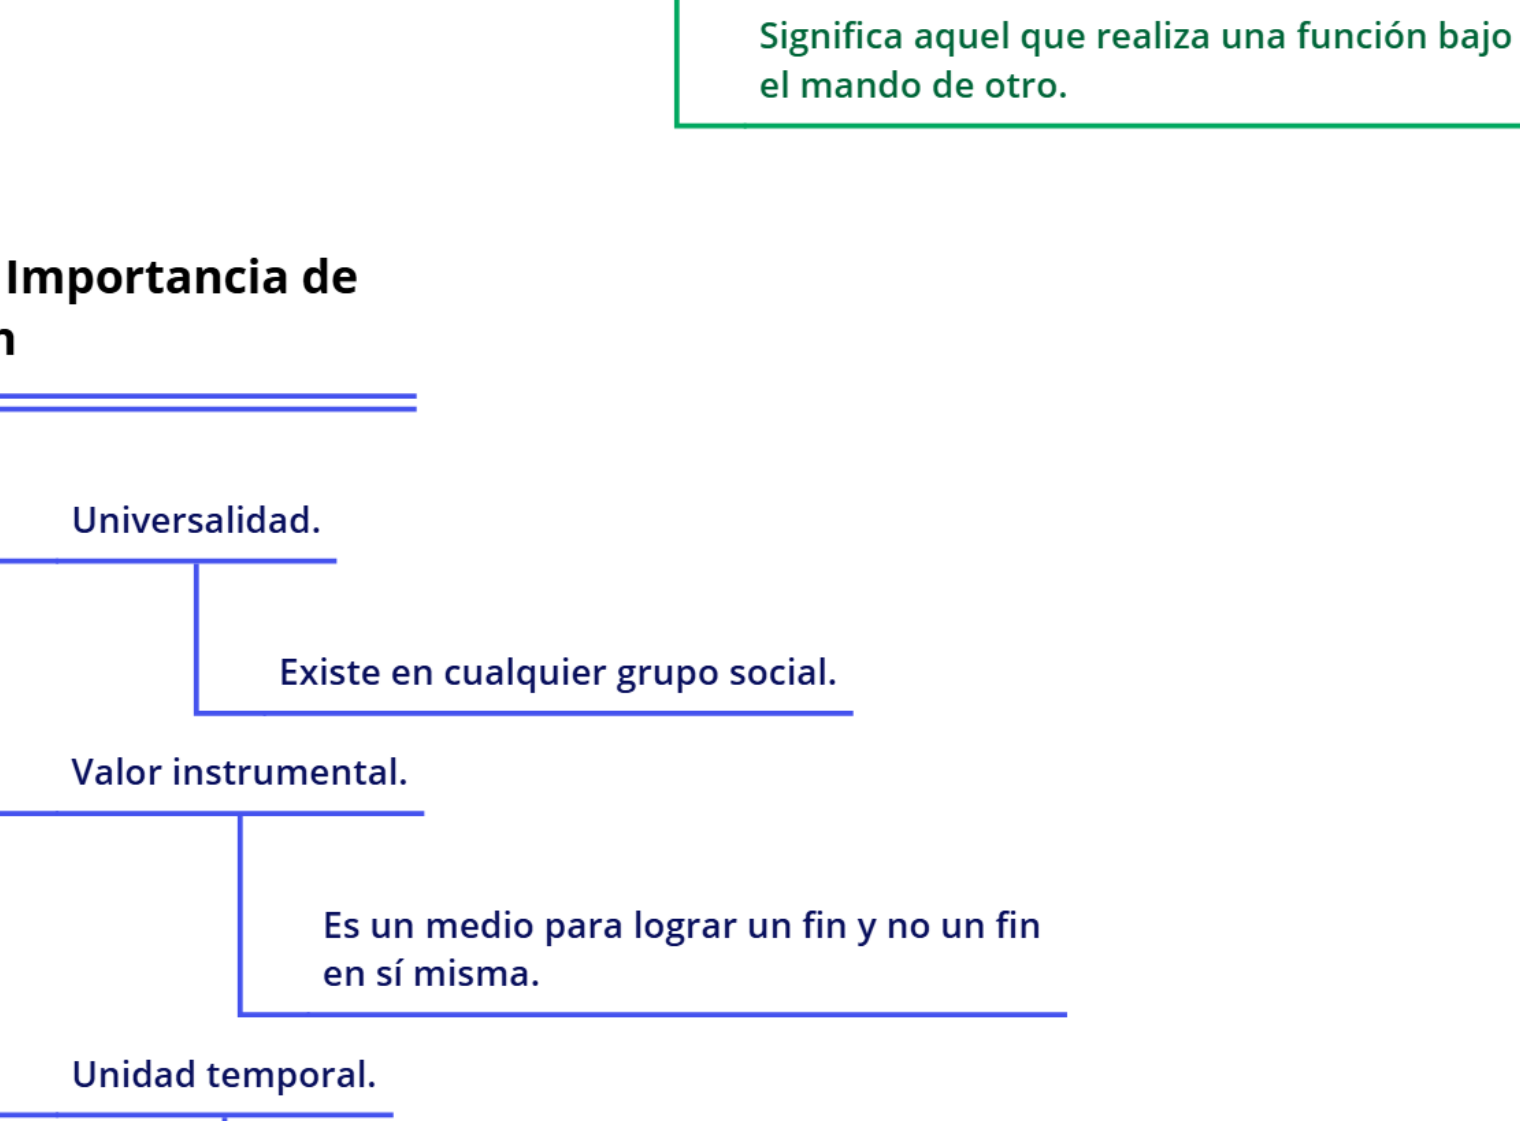 Significa aquel que realiza una función bajo
el mando de otro.
Importancia de
n
Universalidad.
Existe en cualquier grupo social.
Valor instrumental.
Es un medio para lograr un fin y no un fin
en sí misma.
Unidad temporal.